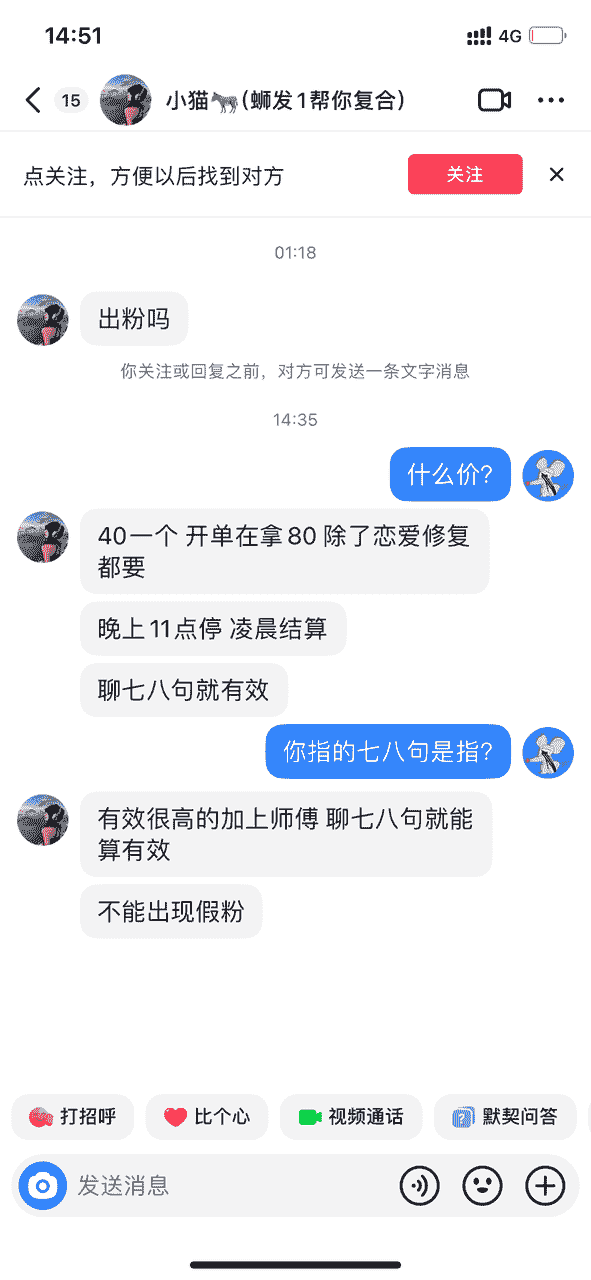 14:51
4G
15
小猫🦓(蛳发1帮你复合)
点关注，方便以后找到对方
关注
01:18
出粉吗
你关注或回复之前，对方可发送一条文字消息
14:35
什么价?
40一个 开单在拿80 除了恋爱修复
都要
晚上11点停 凌晨结算
聊七八句就有效
你指的七八句是指?
有效很高的加上师傅 聊七八句就能
算有效
不能出现假粉
打招呼
比个心
视频通话
默契问答
发送消息